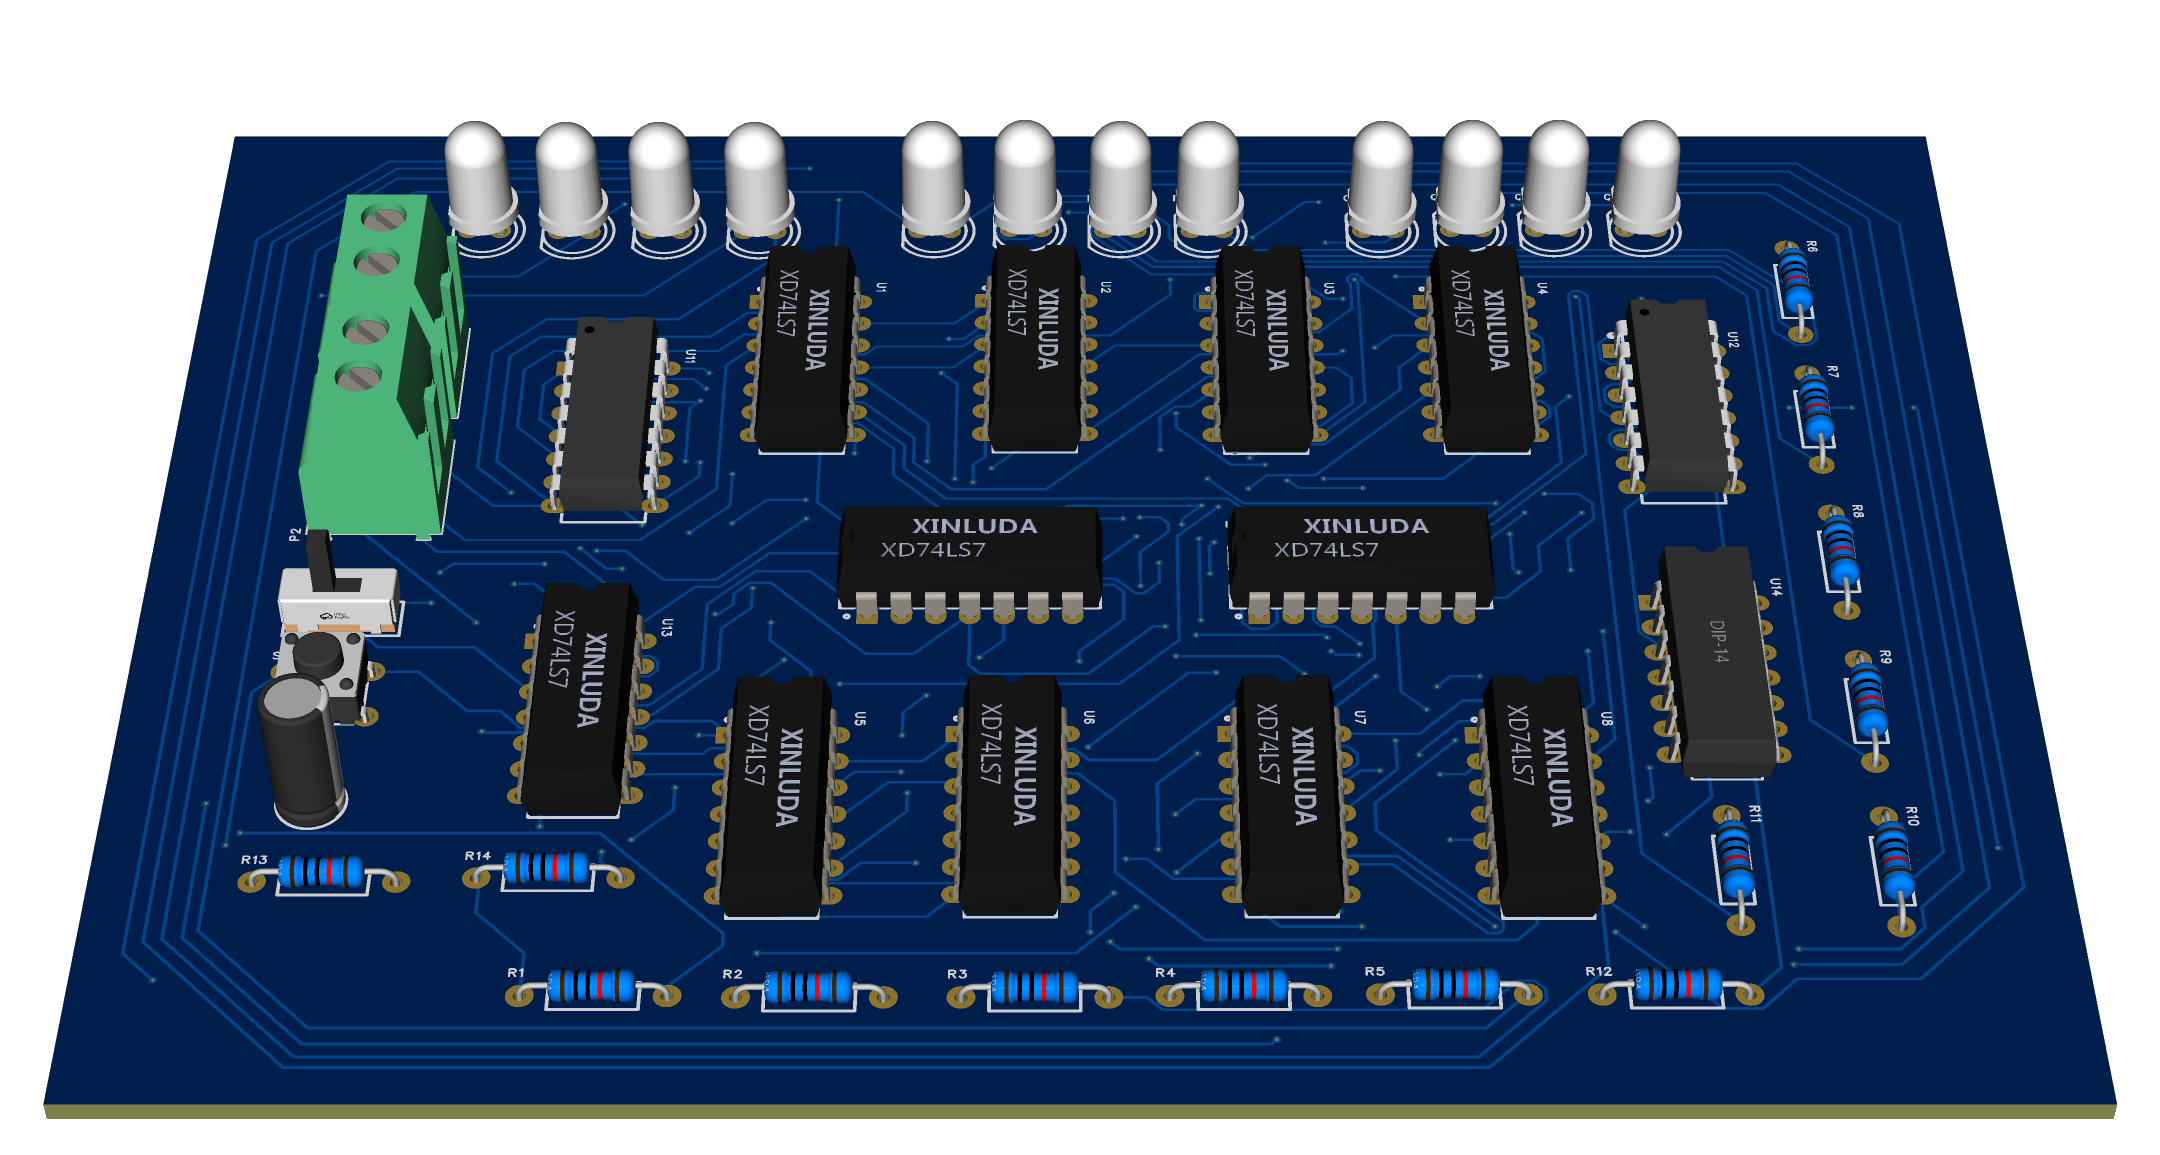 R6
U1
U2
U3
U4
XINLUDA
XD74LS7
XINLUDA
XD74LS7
XINLUDA
XD74LS7
XINLUDA
XD74LS7
U12
U11
R7
P2
XINLUDA
XD74LS7
XINLUDA
XD74LS7
R8
U14
DIP-14
U13
XINLUDA
XD74LS7
R9
U5
U6
U7
U8
XINLUDA
XD74LS7
XINLUDA
XD74LS7
XINLUDA
XD74LS7
XINLUDA
XD74LS7
R11
R10
R13
R14
R1
R2
R3
R4
R5
R12